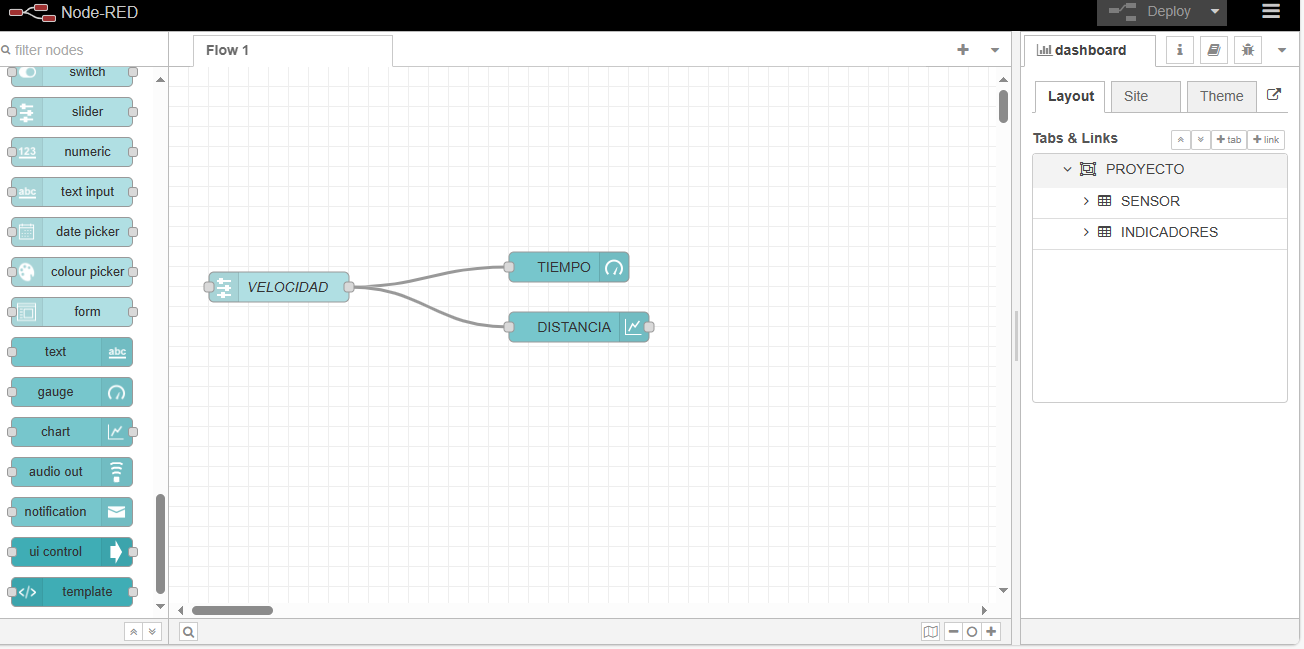 Node-RED
Deploy
filter nodes
Flow 1
dashboard
i
switch
slider
123 numeric
abc text input
date picker
colour picker
form
text abc
gauge
chart
audio out
notification
ui control
</> template
VELOCIDAD
TIEMPO
DISTANCIA
Layout
Site
Theme
Tabs & Links
+ tab
+ link
PROYECTO
SENSOR
INDICADORES